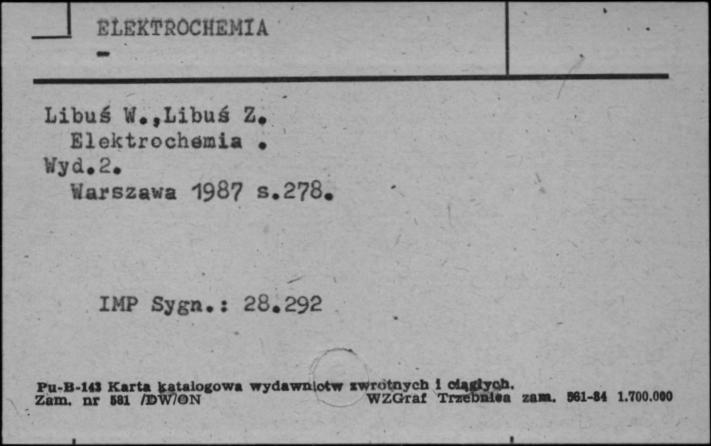 ELEKTROCHEMIA
-
Libuś W.,Libuś Z.
Elektrochemia .
Wyd.2.
Warszawa 1987 s.278.
IMP Sygn.: 28.292
Pu-B-143 Karta katalogowa wydawnictw zwrotnych i ciągłych.
Zam. nr 581 /DW/ON WZGraf Trzebnica zam. 561-84 1.700.000